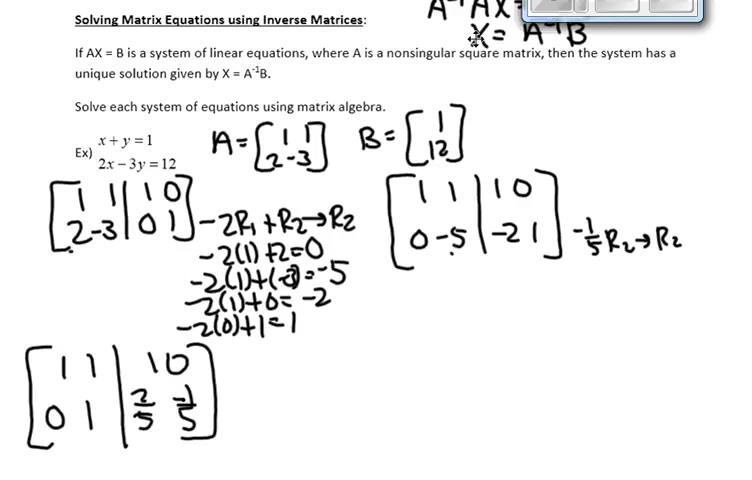 A⁻¹AX =
Solving Matrix Equations using Inverse Matrices:
X = A⁻¹B
If AX = B is a system of linear equations, where A is a nonsingular square matrix, then the system has a
unique solution given by X = A⁻¹B.
Solve each system of equations using matrix algebra.
Ex) x + y = 1
2x − 3y = 12
A = [1 1
2 -3]
B = [1
12]
[1 1 | 1 0
2 -3 | 0 1] -2R₁ + R₂ → R₂
-2(1) + 2 = 0
-2(1) + (-3) = -5
-2(1) + 0 = -2
-2(0) + 1 = 1
[1 1 | 1 0
0 -5 | -2 1] -1/5 R₂ → R₂
[1 1 | 1 0
0 1 | 2/5 -1/5]